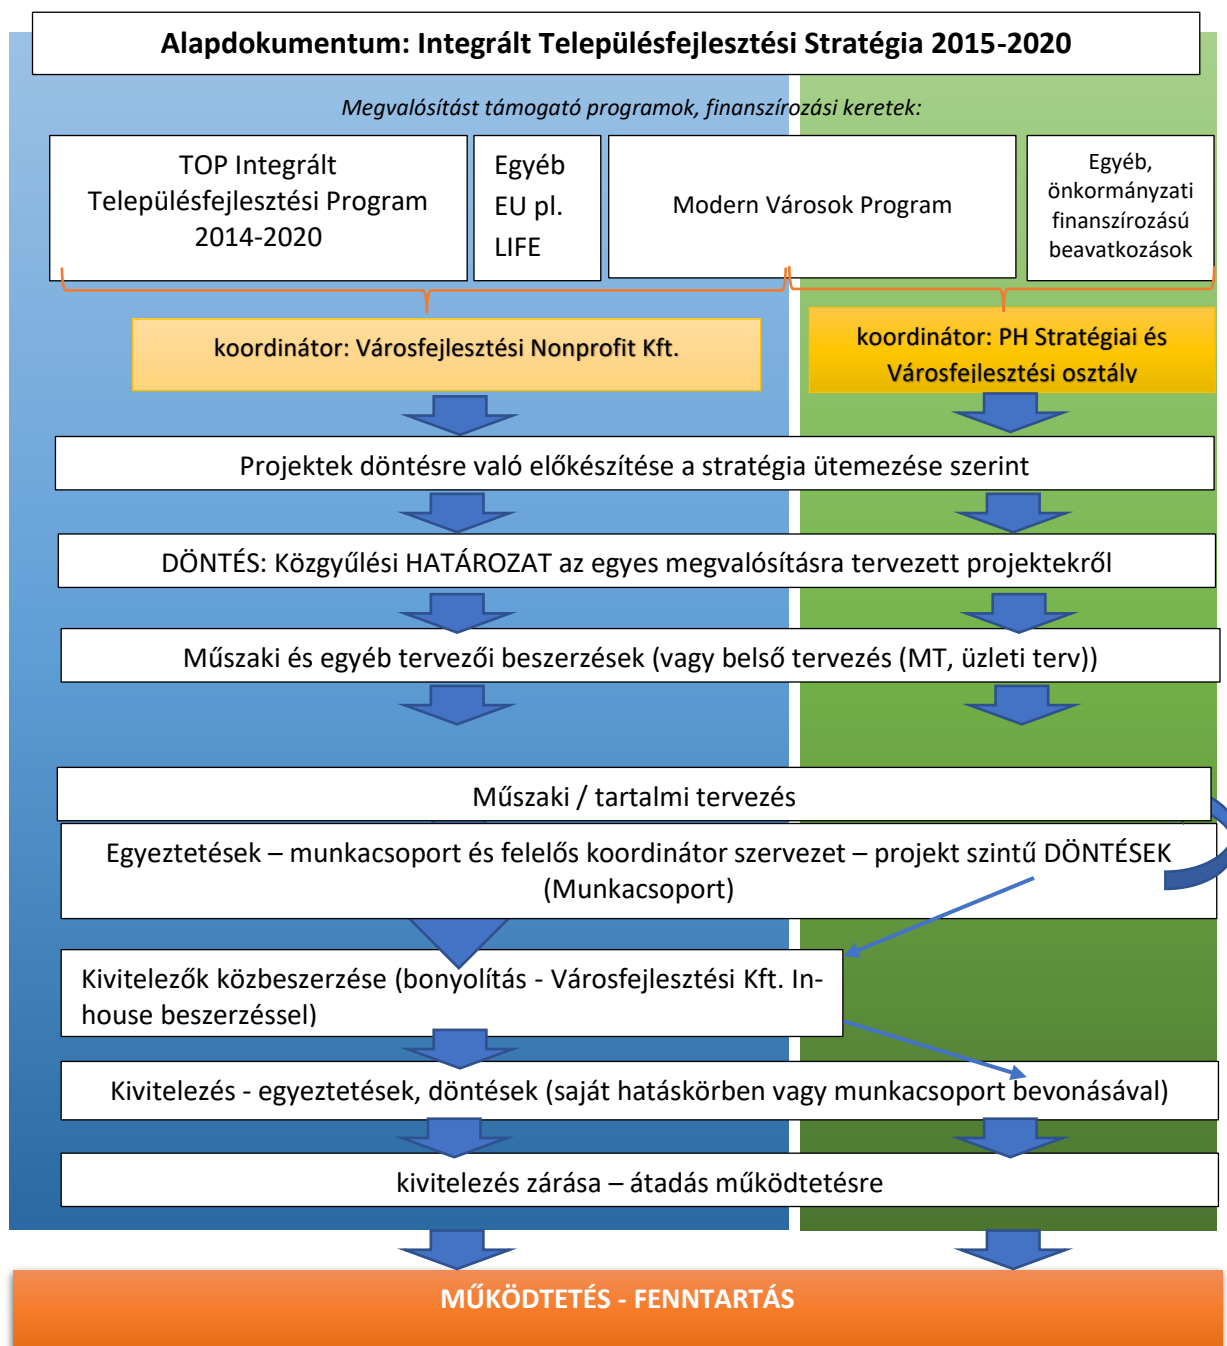 Alapdokumentum: Integrált Településfejlesztési Stratégia 2015-2020
Megvalósítást támogató programok, finanszírozási keretek:
TOP Integrált
Településfejlesztési Program
2014-2020
Egyéb
EU pl.
LIFE
Modern Városok Program
Egyéb,
önkormányzati
finanszírozású
beavatkozások
koordinátor: Városfejlesztési Nonprofit Kft.
koordinátor: PH Stratégiai és
Városfejlesztési osztály
Projektek döntésre való előkészítése a stratégia ütemezése szerint
DÖNTÉS: Közgyűlési HATÁROZAT az egyes megvalósításra tervezett projektekről
Műszaki és egyéb tervezői beszerzések (vagy belső tervezés (MT, üzleti terv))
Műszaki / tartalmi tervezés
Egyeztetések – munkacsoport és felelős koordinátor szervezet – projekt szintű DÖNTÉSEK
(Munkacsoport)
Kivitelezők közbeszerzése (bonyolítás - Városfejlesztési Kft. In-
house beszerzéssel)
Kivitelezés - egyeztetések, döntések (saját hatáskörben vagy munkacsoport bevonásával)
kivitelezés zárása – átadás működtetésre
MŰKÖDTETÉS - FENNTARTÁS